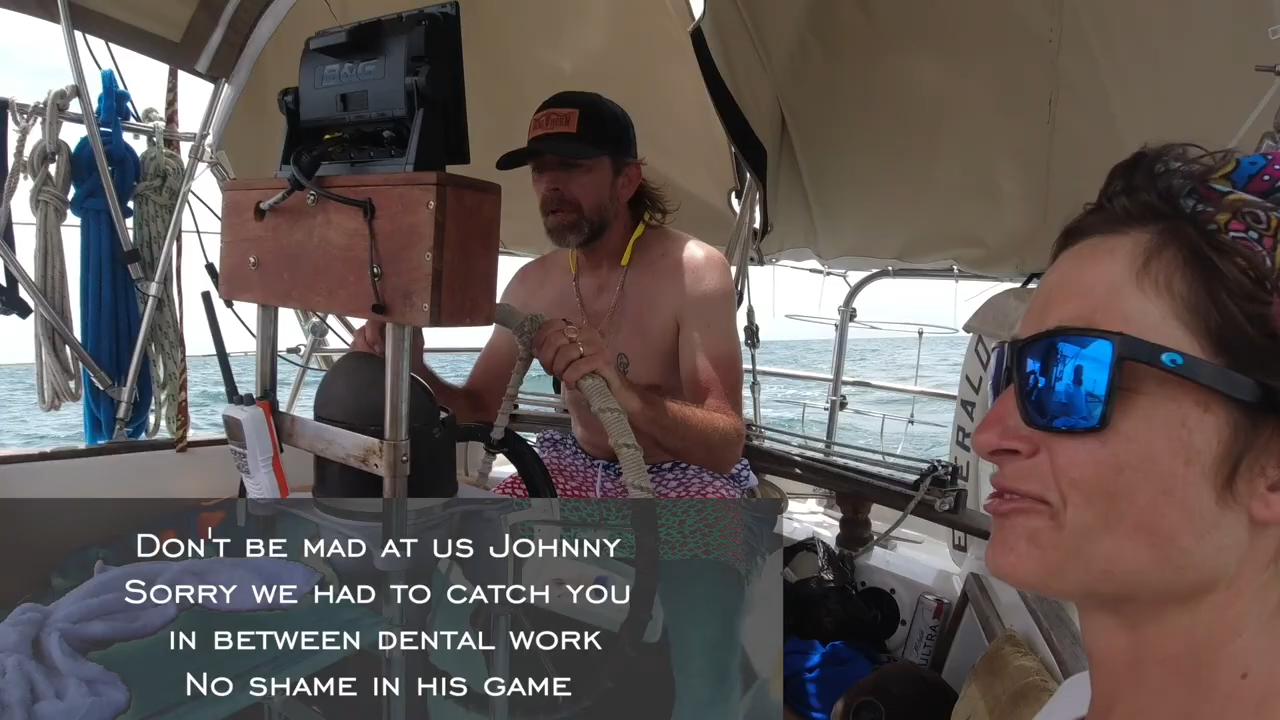 B&G
DON'T BE MAD AT US JOHNNY
SORRY WE HAD TO CATCH YOU
IN BETWEEN DENTAL WORK
NO SHAME IN HIS GAME
ERALD
ULTRA